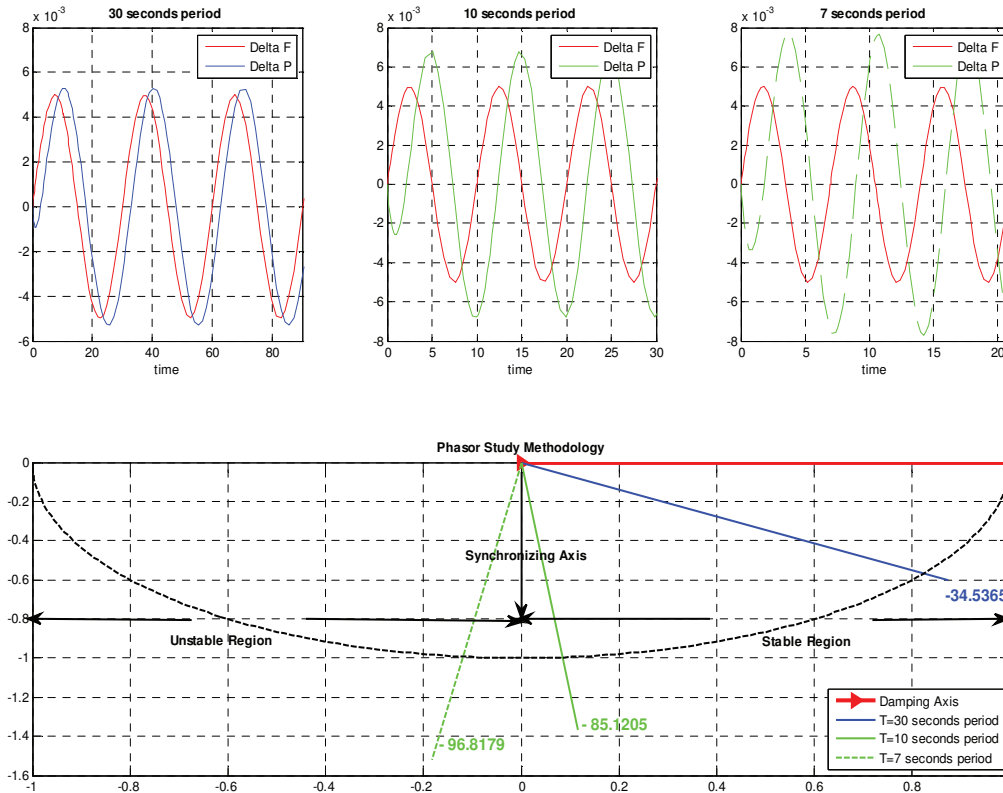 x 10⁻³ 30 seconds period
8
6
4
2
0
-2
-4
-6
0 20 40 60 80
time
Delta F
Delta P
x 10⁻³ 10 seconds period
8
6
4
2
0
-2
-4
-6
-8
0 5 10 15 20 25 30
time
Delta F
Delta P
x 10⁻³ 7 seconds period
8
6
4
2
0
-2
-4
-6
-8
0 5 10 15 20
time
Delta F
Delta P
Phasor Study Methodology
0
-0.2
-0.4
-0.6
-0.8
-1
-1.2
-1.4
-1.6
-1 -0.8 -0.6 -0.4 -0.2 0 0.2 0.4 0.6 0.8
Synchronizing Axis
-34.5365
Unstable Region
Stable Region
- 85.1205
- 96.8179
Damping Axis
T=30 seconds period
T=10 seconds period
T=7 seconds period